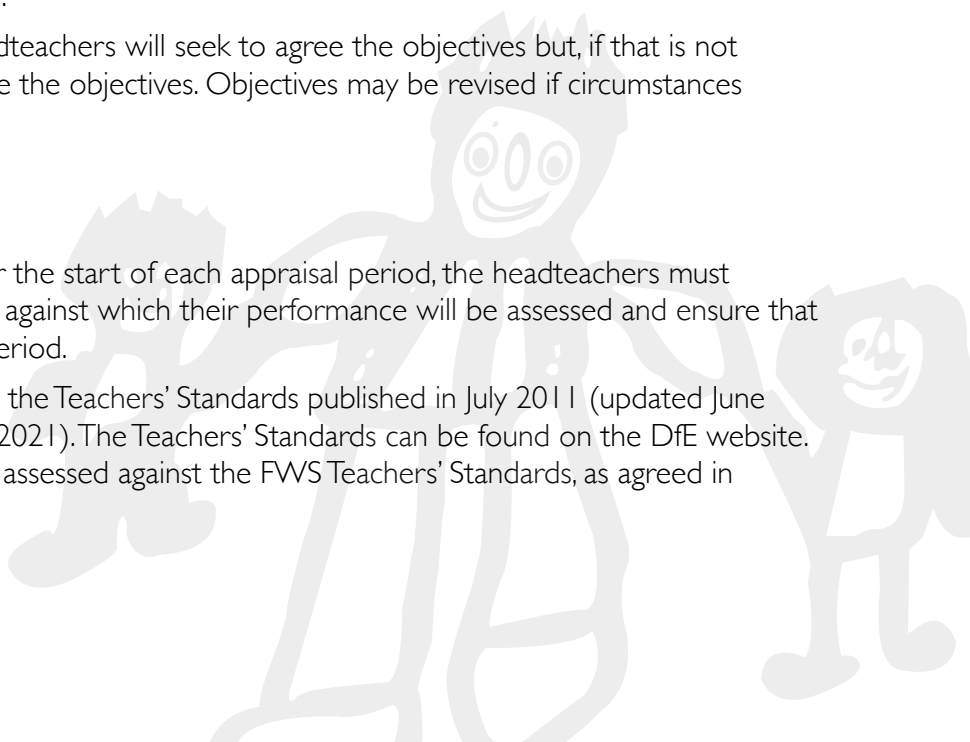 .
dteachers will seek to agree the objectives but, if that is not
e the objectives. Objectives may be revised if circumstances
r the start of each appraisal period, the headteachers must
against which their performance will be assessed and ensure that
eriod.
the Teachers’ Standards published in July 2011 (updated June
2021). The Teachers’ Standards can be found on the DfE website.
assessed against the FWS Teachers’ Standards, as agreed in